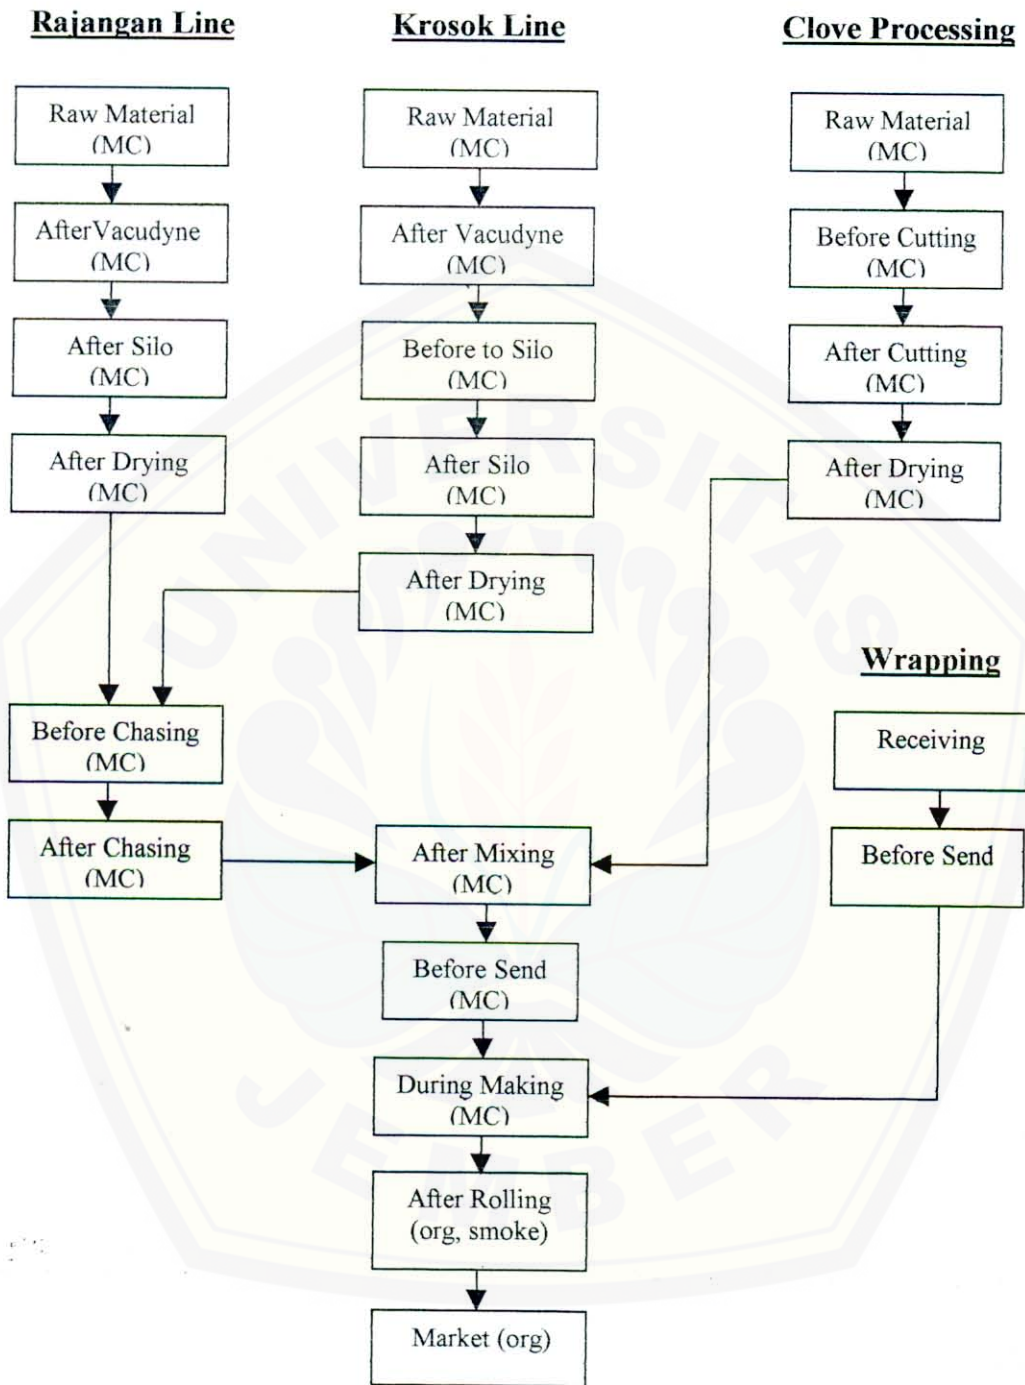 Rajangan Line
Raw Material
(MC)
AfterVacudyne
(MC)
After Silo
(MC)
After Drying
(MC)
Before Chasing
(MC)
After Chasing
(MC)
Krosok Line
Raw Material
(MC)
After Vacudyne
(MC)
Before to Silo
(MC)
After Silo
(MC)
After Drying
(MC)
Clove Processing
Raw Material
(MC)
Before Cutting
(MC)
After Cutting
(MC)
After Drying
(MC)
After Mixing
(MC)
Before Send
(MC)
Wrapping
Receiving
Before Send
During Making
(MC)
After Rolling
(org, smoke)
Market (org)
UNIVERSITAS
JEMBER